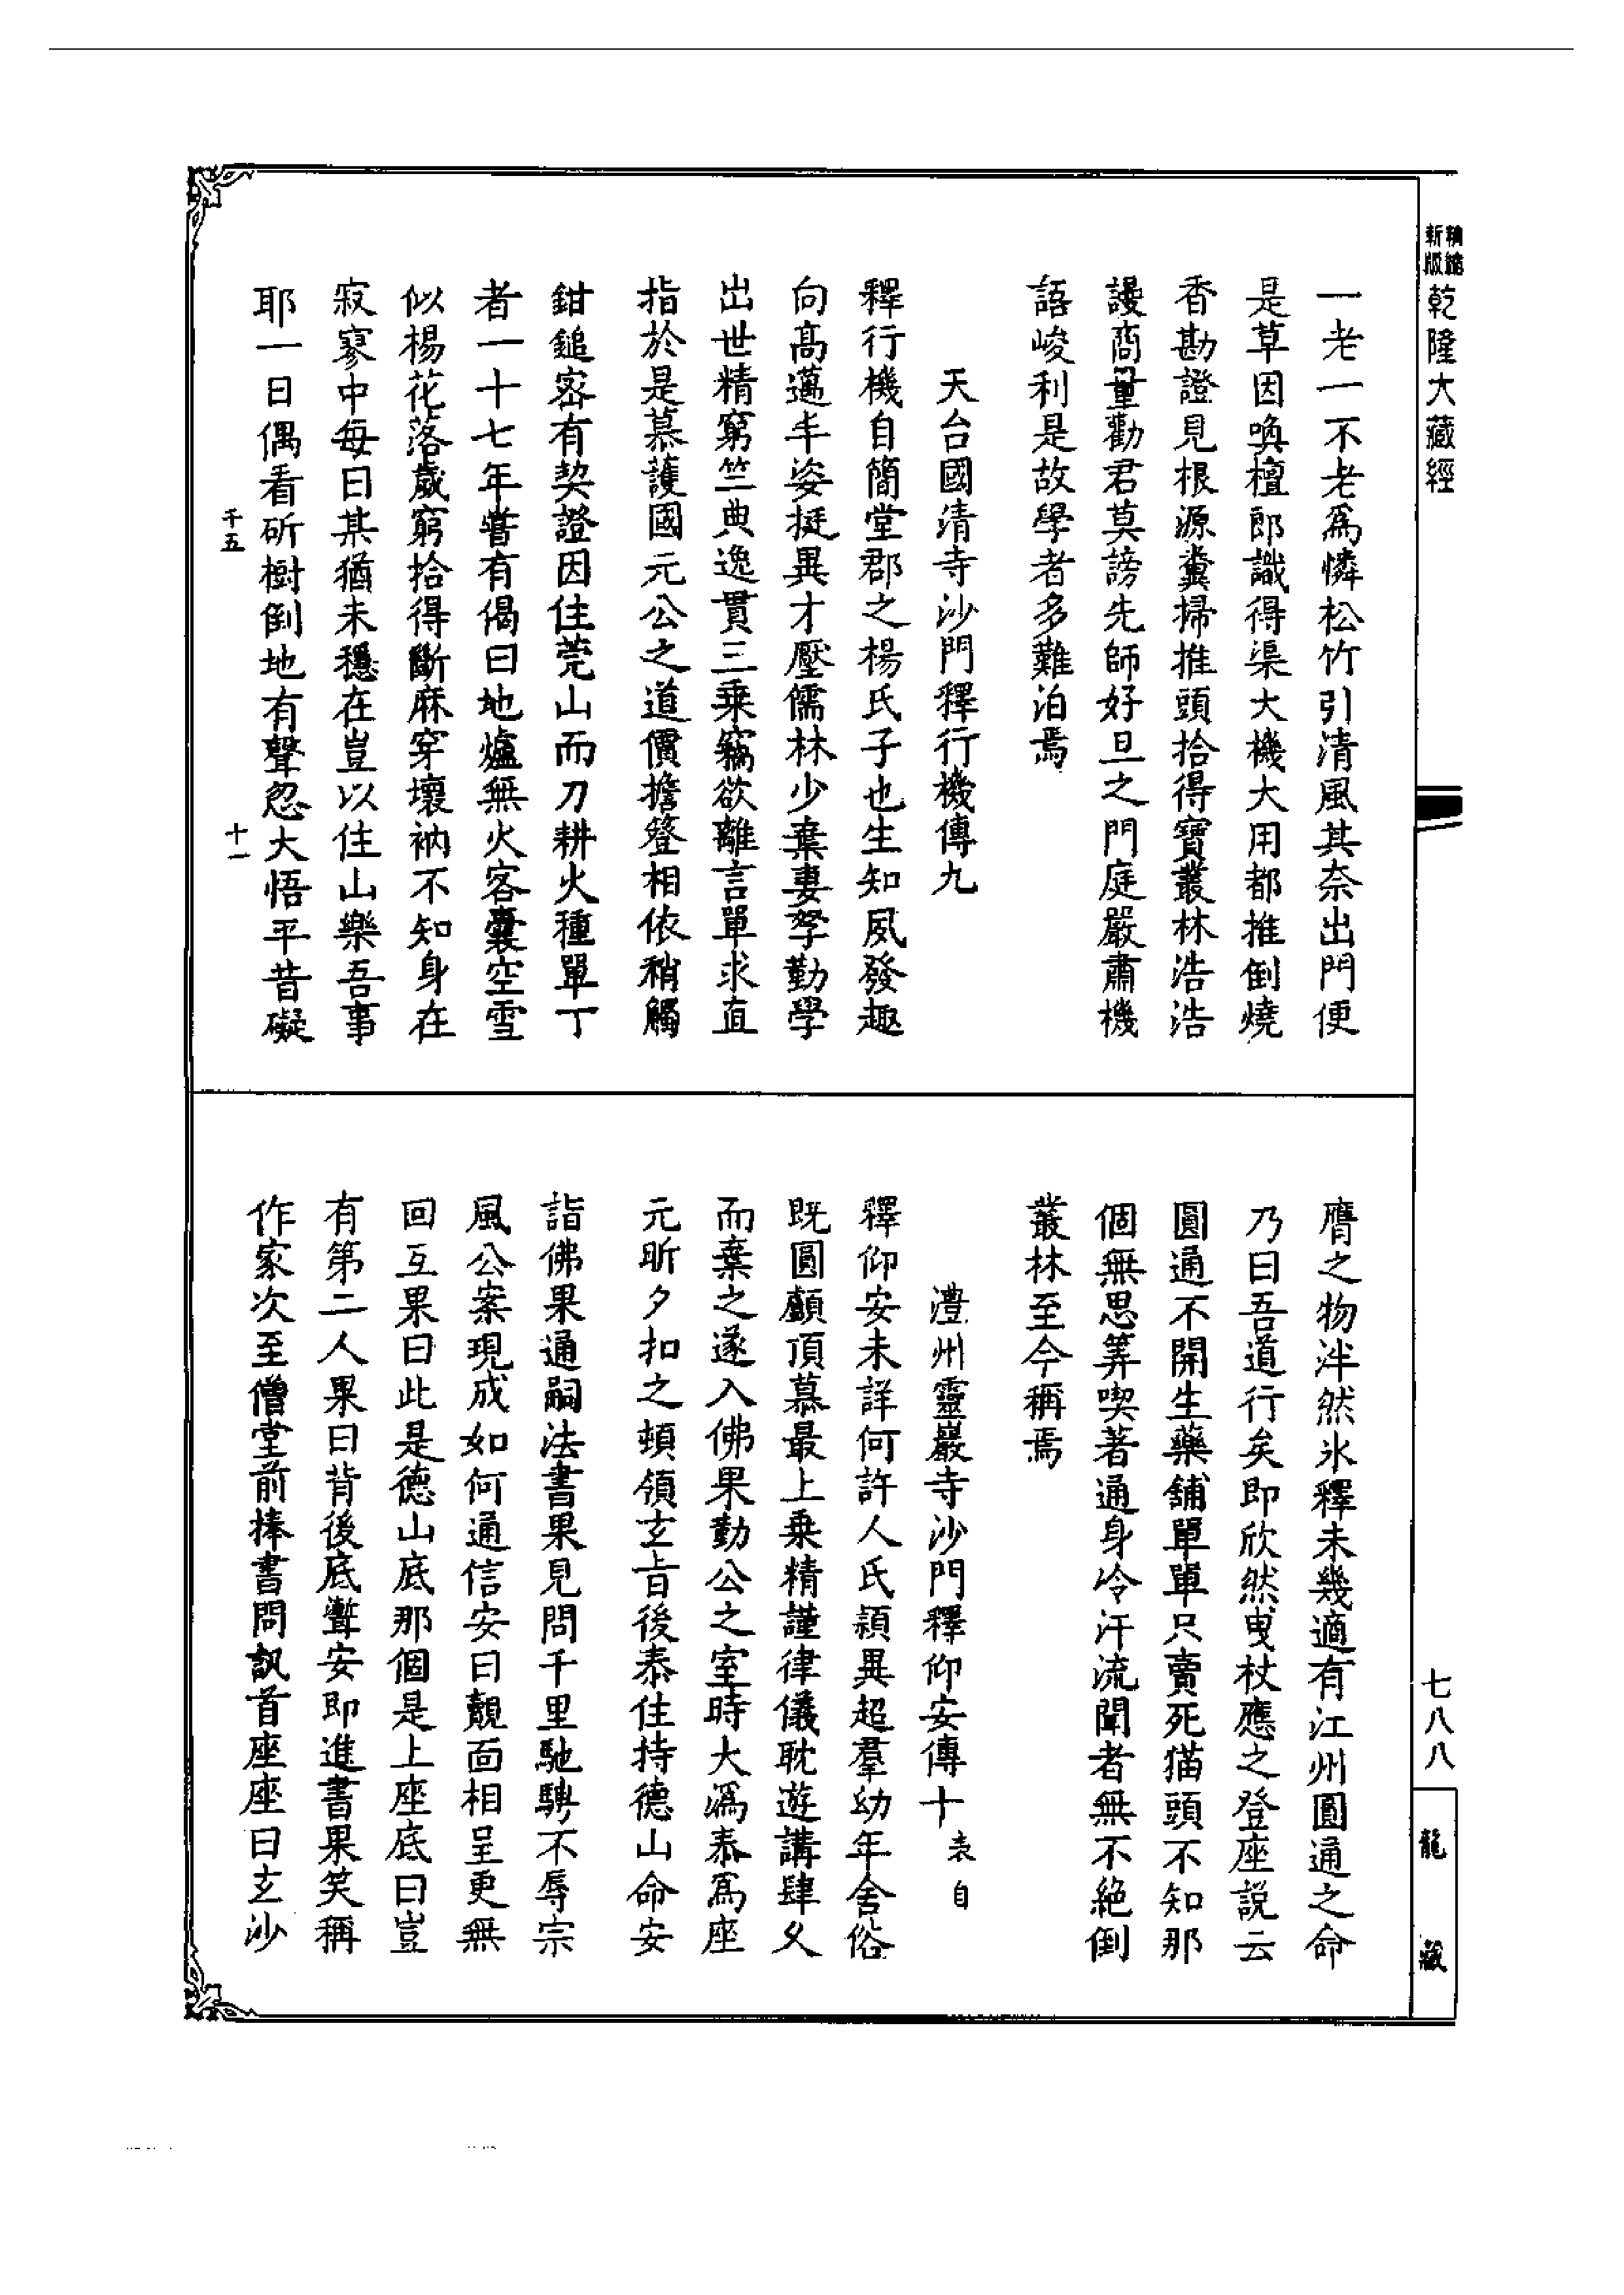 新版精縮乾隆大藏經
一老一不老爲憐松竹引清風其奈出門便
是草因喚檀郎識得渠大機大用都推倒燒
香勘證見根源糞掃推頭拾得寶叢林浩浩
謾商量勸君莫謗先師好旦之門庭嚴肅機
語峻利是故學者多難泊焉
天台國清寺沙門釋行機傳九
釋行機自簡堂郡之楊氏子也生知夙發趣
向高邁丰姿挺異才壓儒林少棄妻孥勤學
出世精窮竺典逸貫三乗竊欲離言單求直
指於是慕護國元公之道價擔簦相依稍觸
鉗鎚宻有契證因住莞山而刀耕火種單丁
者一十七年嘗有偈曰地爐無火客囊空雪
似楊花落歲窮拾得斷麻穿壞衲不知身在
寂寥中每曰某猶未穩在豈以住山樂吾事
耶一日偶看斫樹倒地有聲忽大悟平昔礙
千五
十一
膺之物泮然氷釋未幾適有江州圓通之命
乃曰吾道行矣即欣然曳杖應之登座説云
圓通不開生藥舖單單只賣死猫頭不知那
個無思筭喫著通身冷汗流聞者無不絶倒
叢林至今稱焉
澧州靈巖寺沙門釋仰安傳十 表自
釋仰安未詳何許人氏穎異超羣幼年舍俗
既圓顱頂慕最上乗精謹律儀耽遊講肆乆
而棄之遂入佛果勤公之室時大溈泰爲座
元昕夕扣之頓領玄旨後泰住持德山命安
詣佛果通嗣法書果見問千里馳騁不辱宗
風公案現成如何通信安曰覿面相呈更無
回互果曰此是德山底那個是上座底曰豈
有第二人果曰背後底聻安即進書果笑稱
作家次至僧堂前捧書問訊首座座曰玄沙
七八八
龍藏